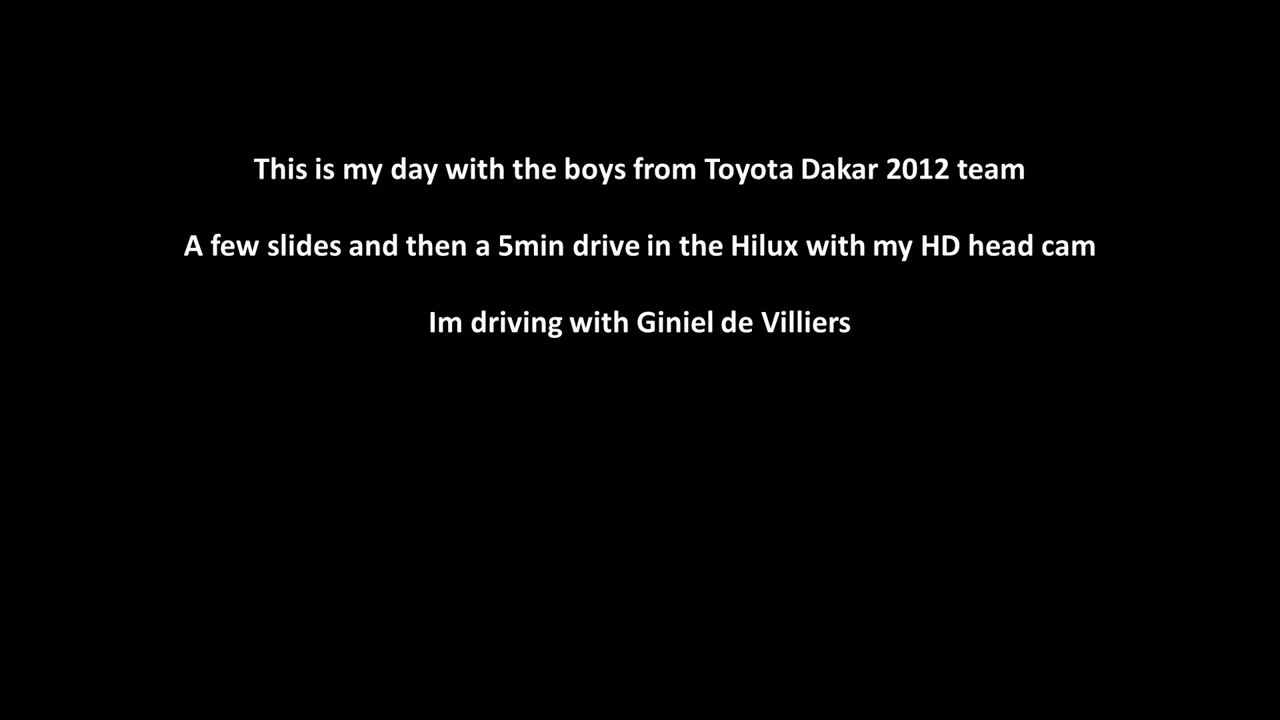 This is my day with the boys from Toyota Dakar 2012 team
A few slides and then a 5min drive in the Hilux with my HD head cam
Im driving with Giniel de Villiers